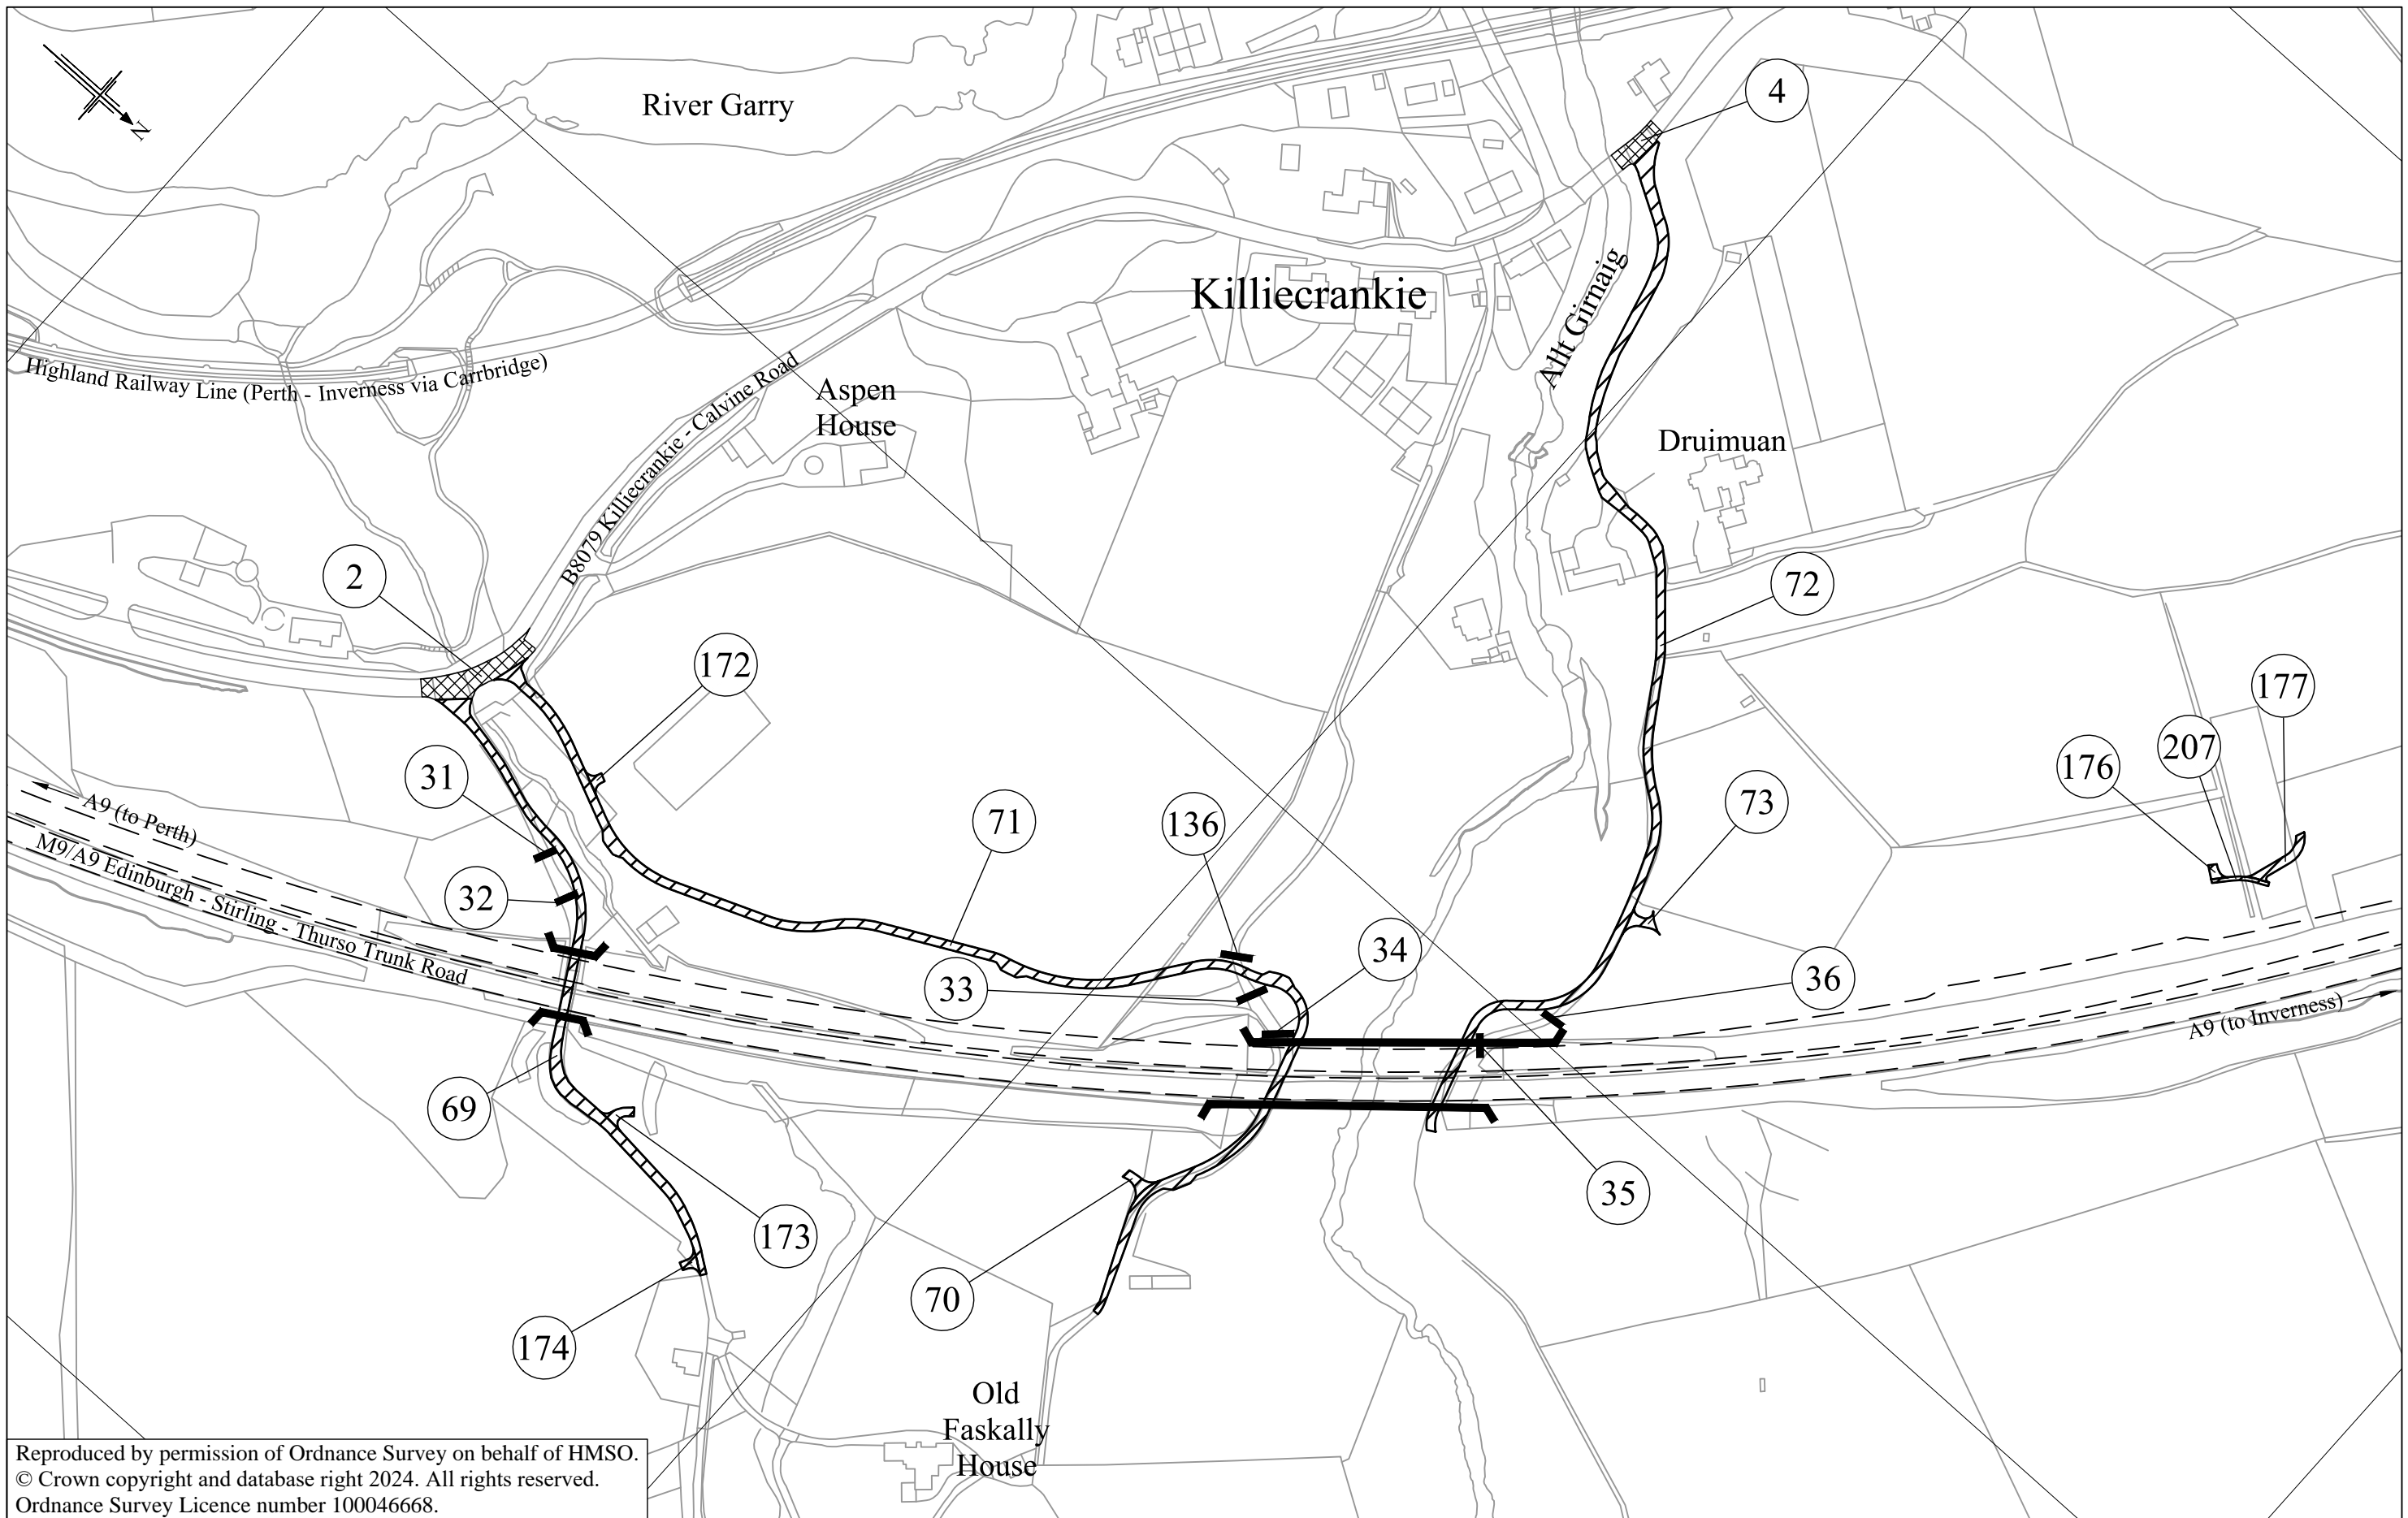 N
River Garry
4
Killiecrankie
Allt Girnaig
Highland Railway Line (Perth - Inverness via Carrbridge)
B8079 Killiecrankie - Calvine Road
Aspen
House
Druimuan
2
72
172
177
207
176
31
71
136
73
A9 (to Perth)
M9/A9 Edinburgh - Stirling - Thurso Trunk Road
32
33
34
36
A9 (to Inverness)
69
35
173
70
174
Old
Faskally
House
Reproduced by permission of Ordnance Survey on behalf of HMSO.
© Crown copyright and database right 2024. All rights reserved.
Ordnance Survey Licence number 100046668.